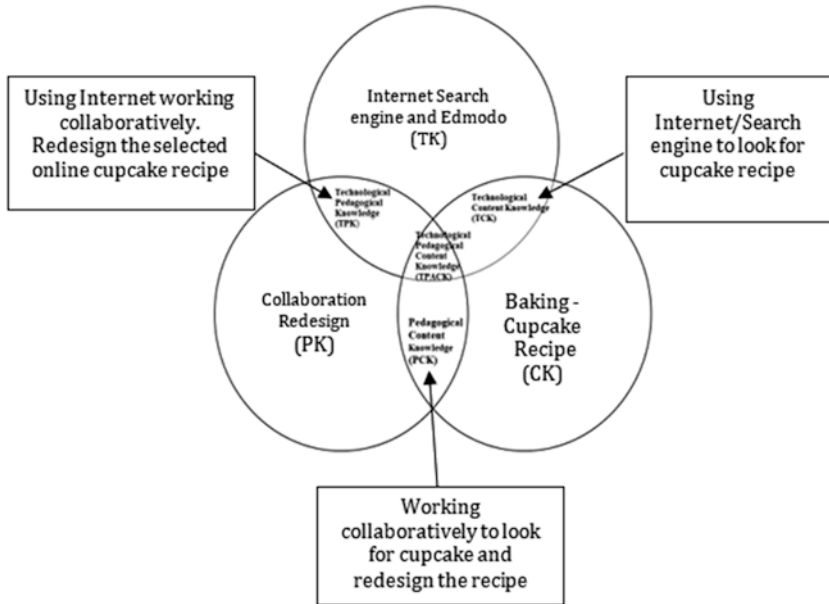 Using Internet working
collaboratively.
Redesign the selected
online cupcake recipe
Internet Search
engine and Edmodo
(TK)
Using
Internet/Search
engine to look for
cupcake recipe
Technological
Pedagogical
Knowledge
(TPK)
Technological
Content Knowledge
(TCK)
Technological
Pedagogical
Content
Knowledge
(TPACK)
Collaboration
Redesign
(PK)
Pedagogical
Content
Knowledge
(PCK)
Baking -
Cupcake
Recipe
(CK)
Working
collaboratively to look
for cupcake and
redesign the recipe